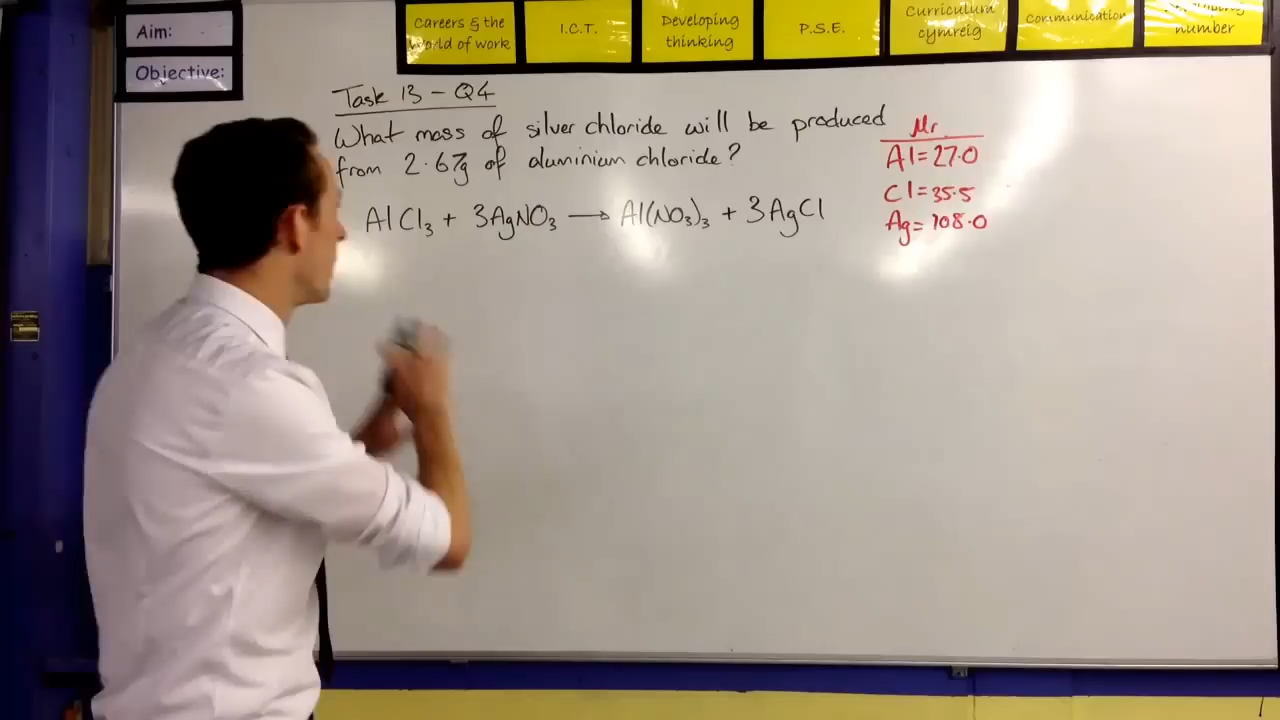 Aim:
Objective:
Careers & the
world of work
I.C.T.
Developing
thinking
P.S.E.
Curriculum
cymreig
Communication
number
Task 13 - Q4
What mass of silver chloride will be produced
from 2.67g of aluminium chloride?
AlCl₃ + 3AgNO₃ → Al(NO₃)₃ + 3AgCl
Mr
Al=27.0
Cl=35.5
Ag=108.0